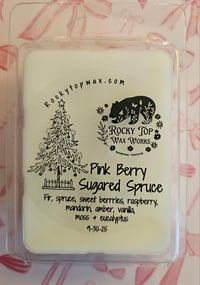 Rockytopwax.com
Rocky Top
Wax Works
Pink Berry
Sugared Spruce
Fir, spruce, sweet berrries, raspberry,
mandarin, amber, vanilla,
moss & eucalyptus
9-30-25